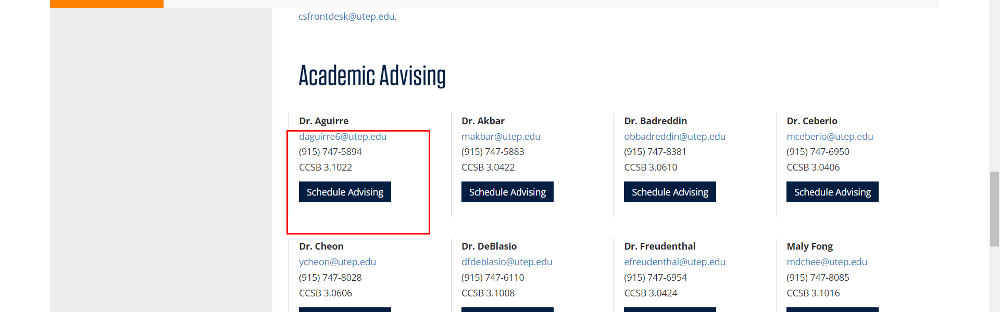 csfrontdesk@utep.edu.
Academic Advising
Dr. Aguirre
daguirre6@utep.edu
(915) 747-5894
CCSB 3.1022
Schedule Advising
Dr. Akbar
makbar@utep.edu
(915) 747-5883
CCSB 3.0422
Schedule Advising
Dr. Badreddin
obbadreddin@utep.edu
(915) 747-8381
CCSB 3.0610
Schedule Advising
Dr. Ceberio
mceberio@utep.edu
(915) 747-6950
CCSB 3.0406
Schedule Advising
Dr. Cheon
ycheon@utep.edu
(915) 747-8028
CCSB 3.0606
Dr. DeBlasio
dfdeblasio@utep.edu
(915) 747-6110
CCSB 3.1008
Dr. Freudenthal
efreudenthal@utep.edu
(915) 747-6954
CCSB 3.0424
Maly Fong
mdchee@utep.edu
(915) 747-8085
CCSB 3.1016